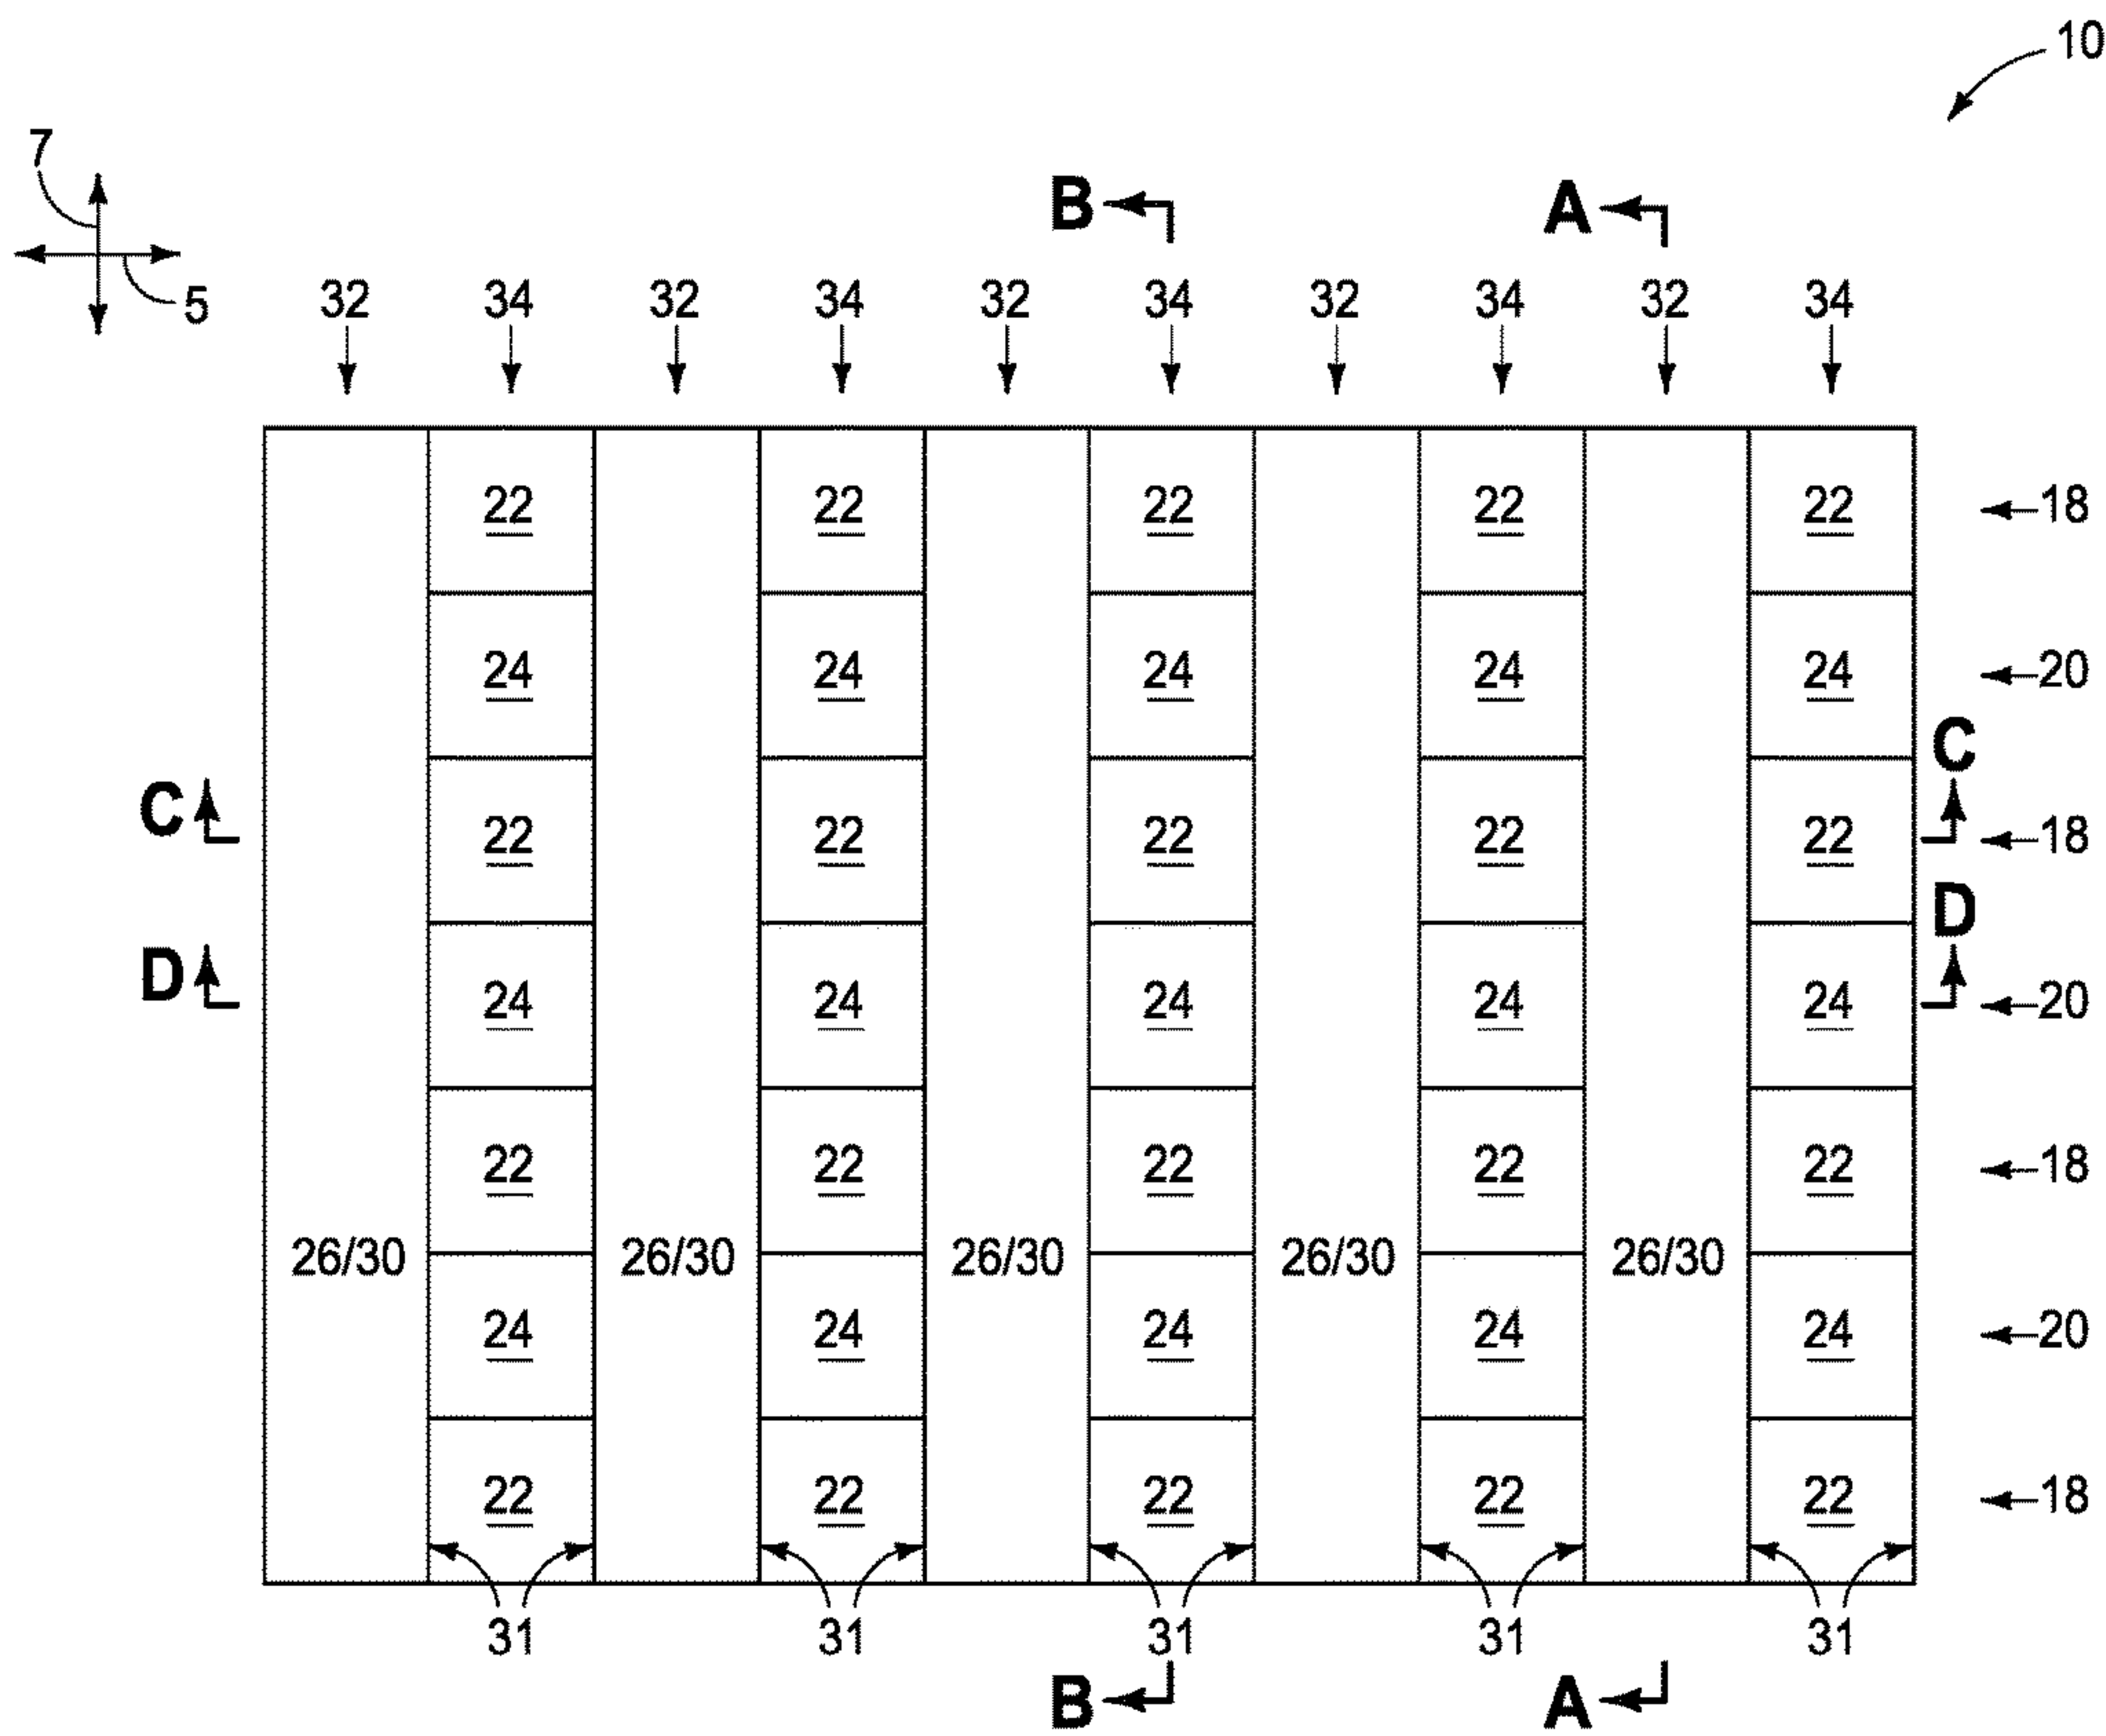 10
7
B A
5 32 34 32 34 32 34 32 34 32 34
22 22 22 22 22 18
24 24 24 24 24 20
C
C 22 22 22 22 22 18
D
D 24 24 24 24 24 20
22 22 22 22 22 18
26/30 26/30 26/30 26/30 26/30
24 24 24 24 24 20
22 22 22 22 22 18
31 31 31 31 31
B A